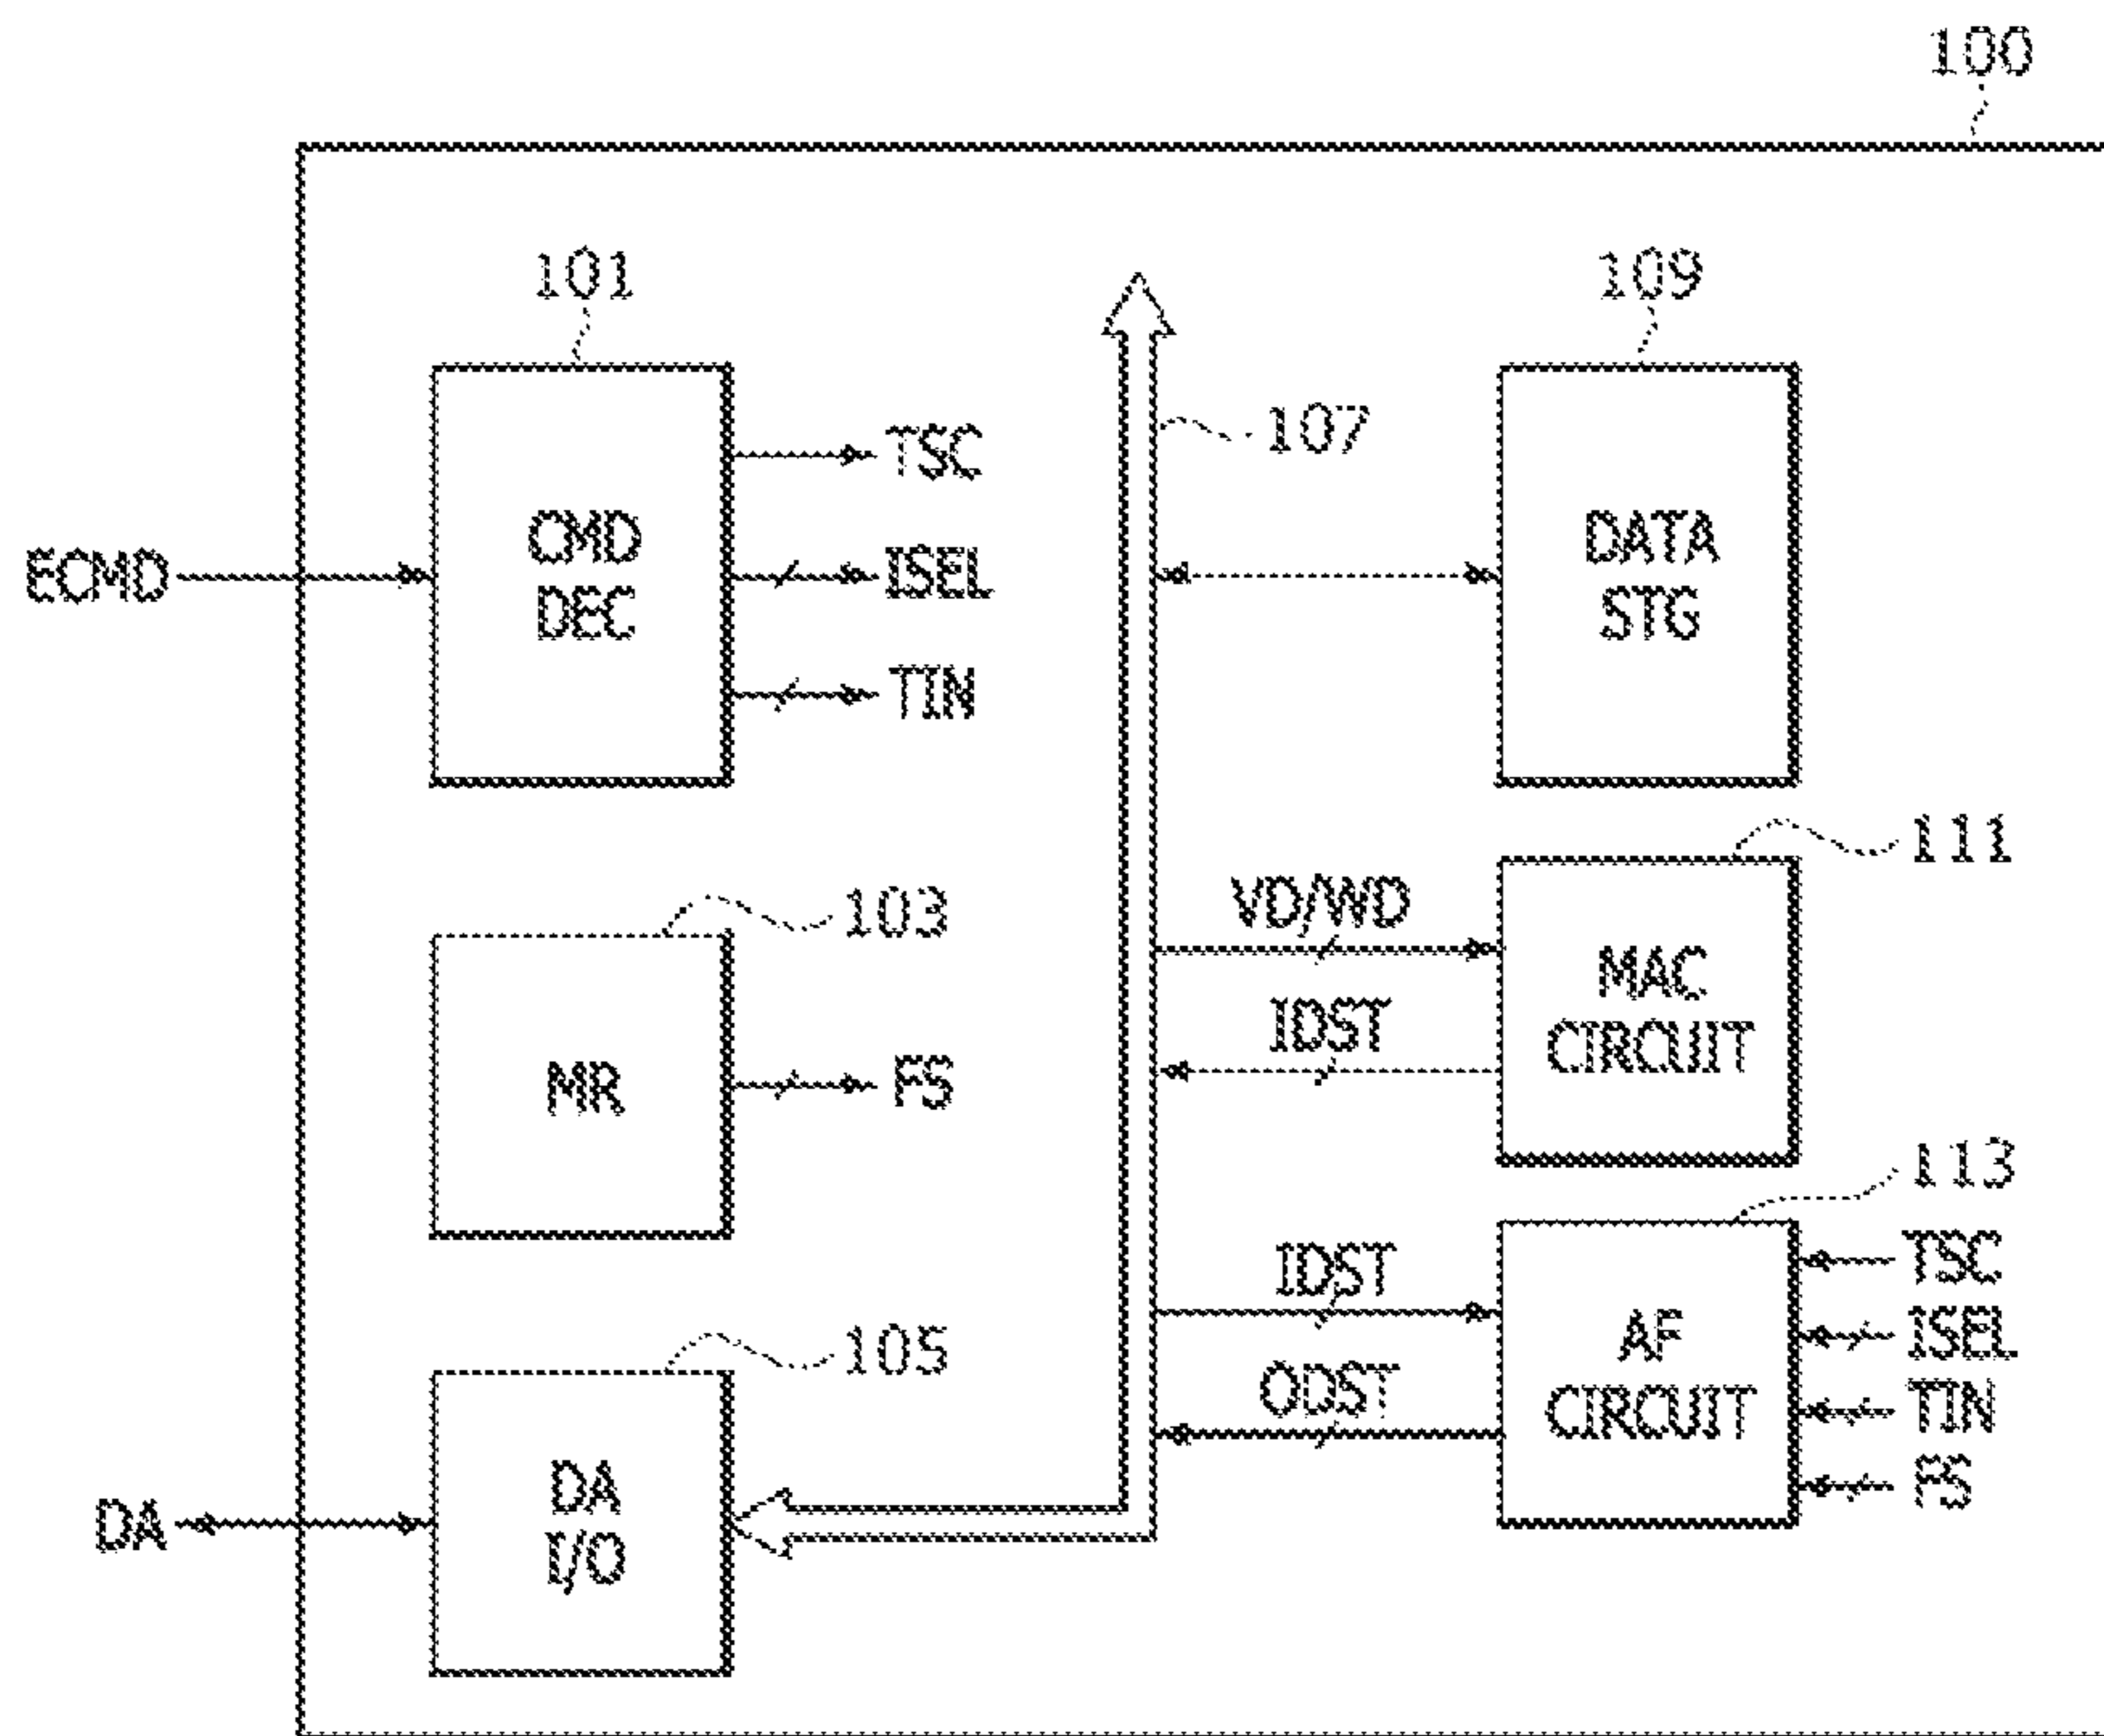 100
101
109
107
TSC
CMD
DEC
ECMD
ISEL
TIN
DATA
STG
111
103
VD/WD
MAC
CIRCUIT
IDST
MR
FS
113
105
IDST
AF
CIRCUIT
ODST
TSC
ISEL
TIN
FS
DA
DA
I/O